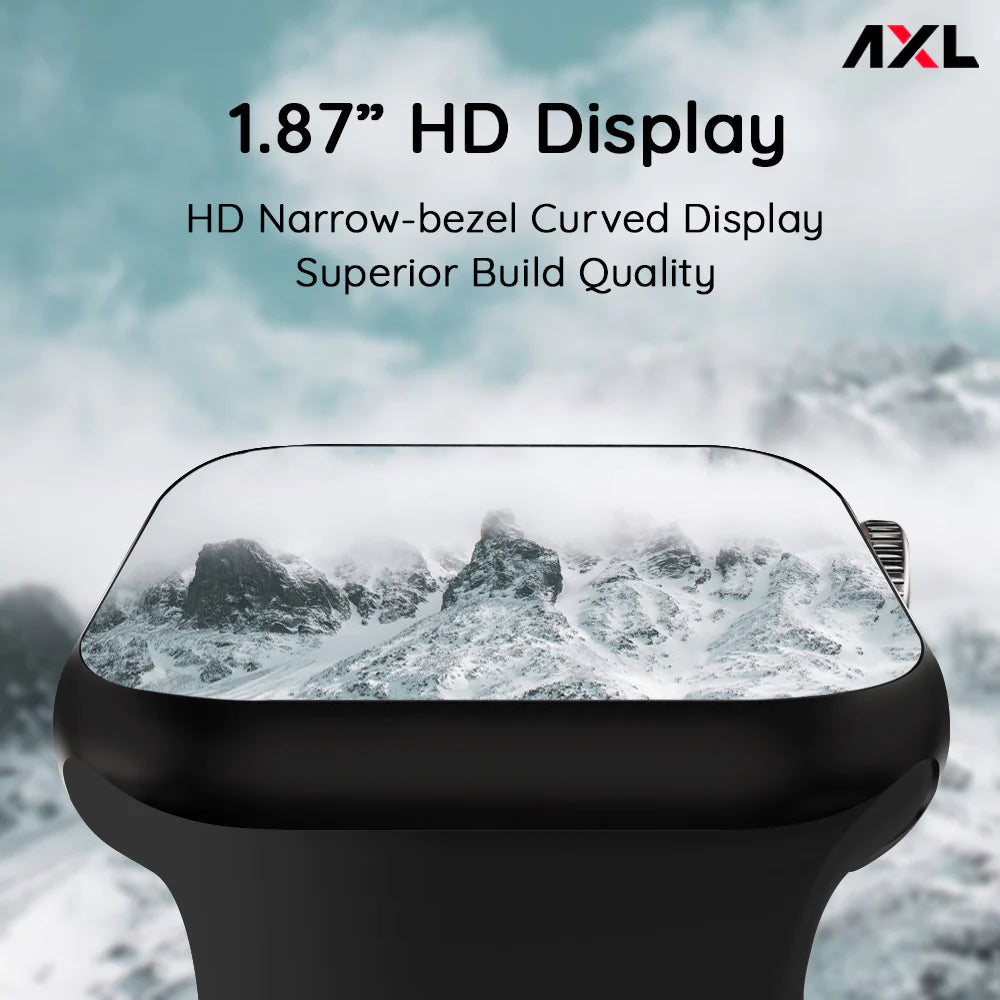 AXL
1.87” HD Display
HD Narrow-bezel Curved Display
Superior Build Quality